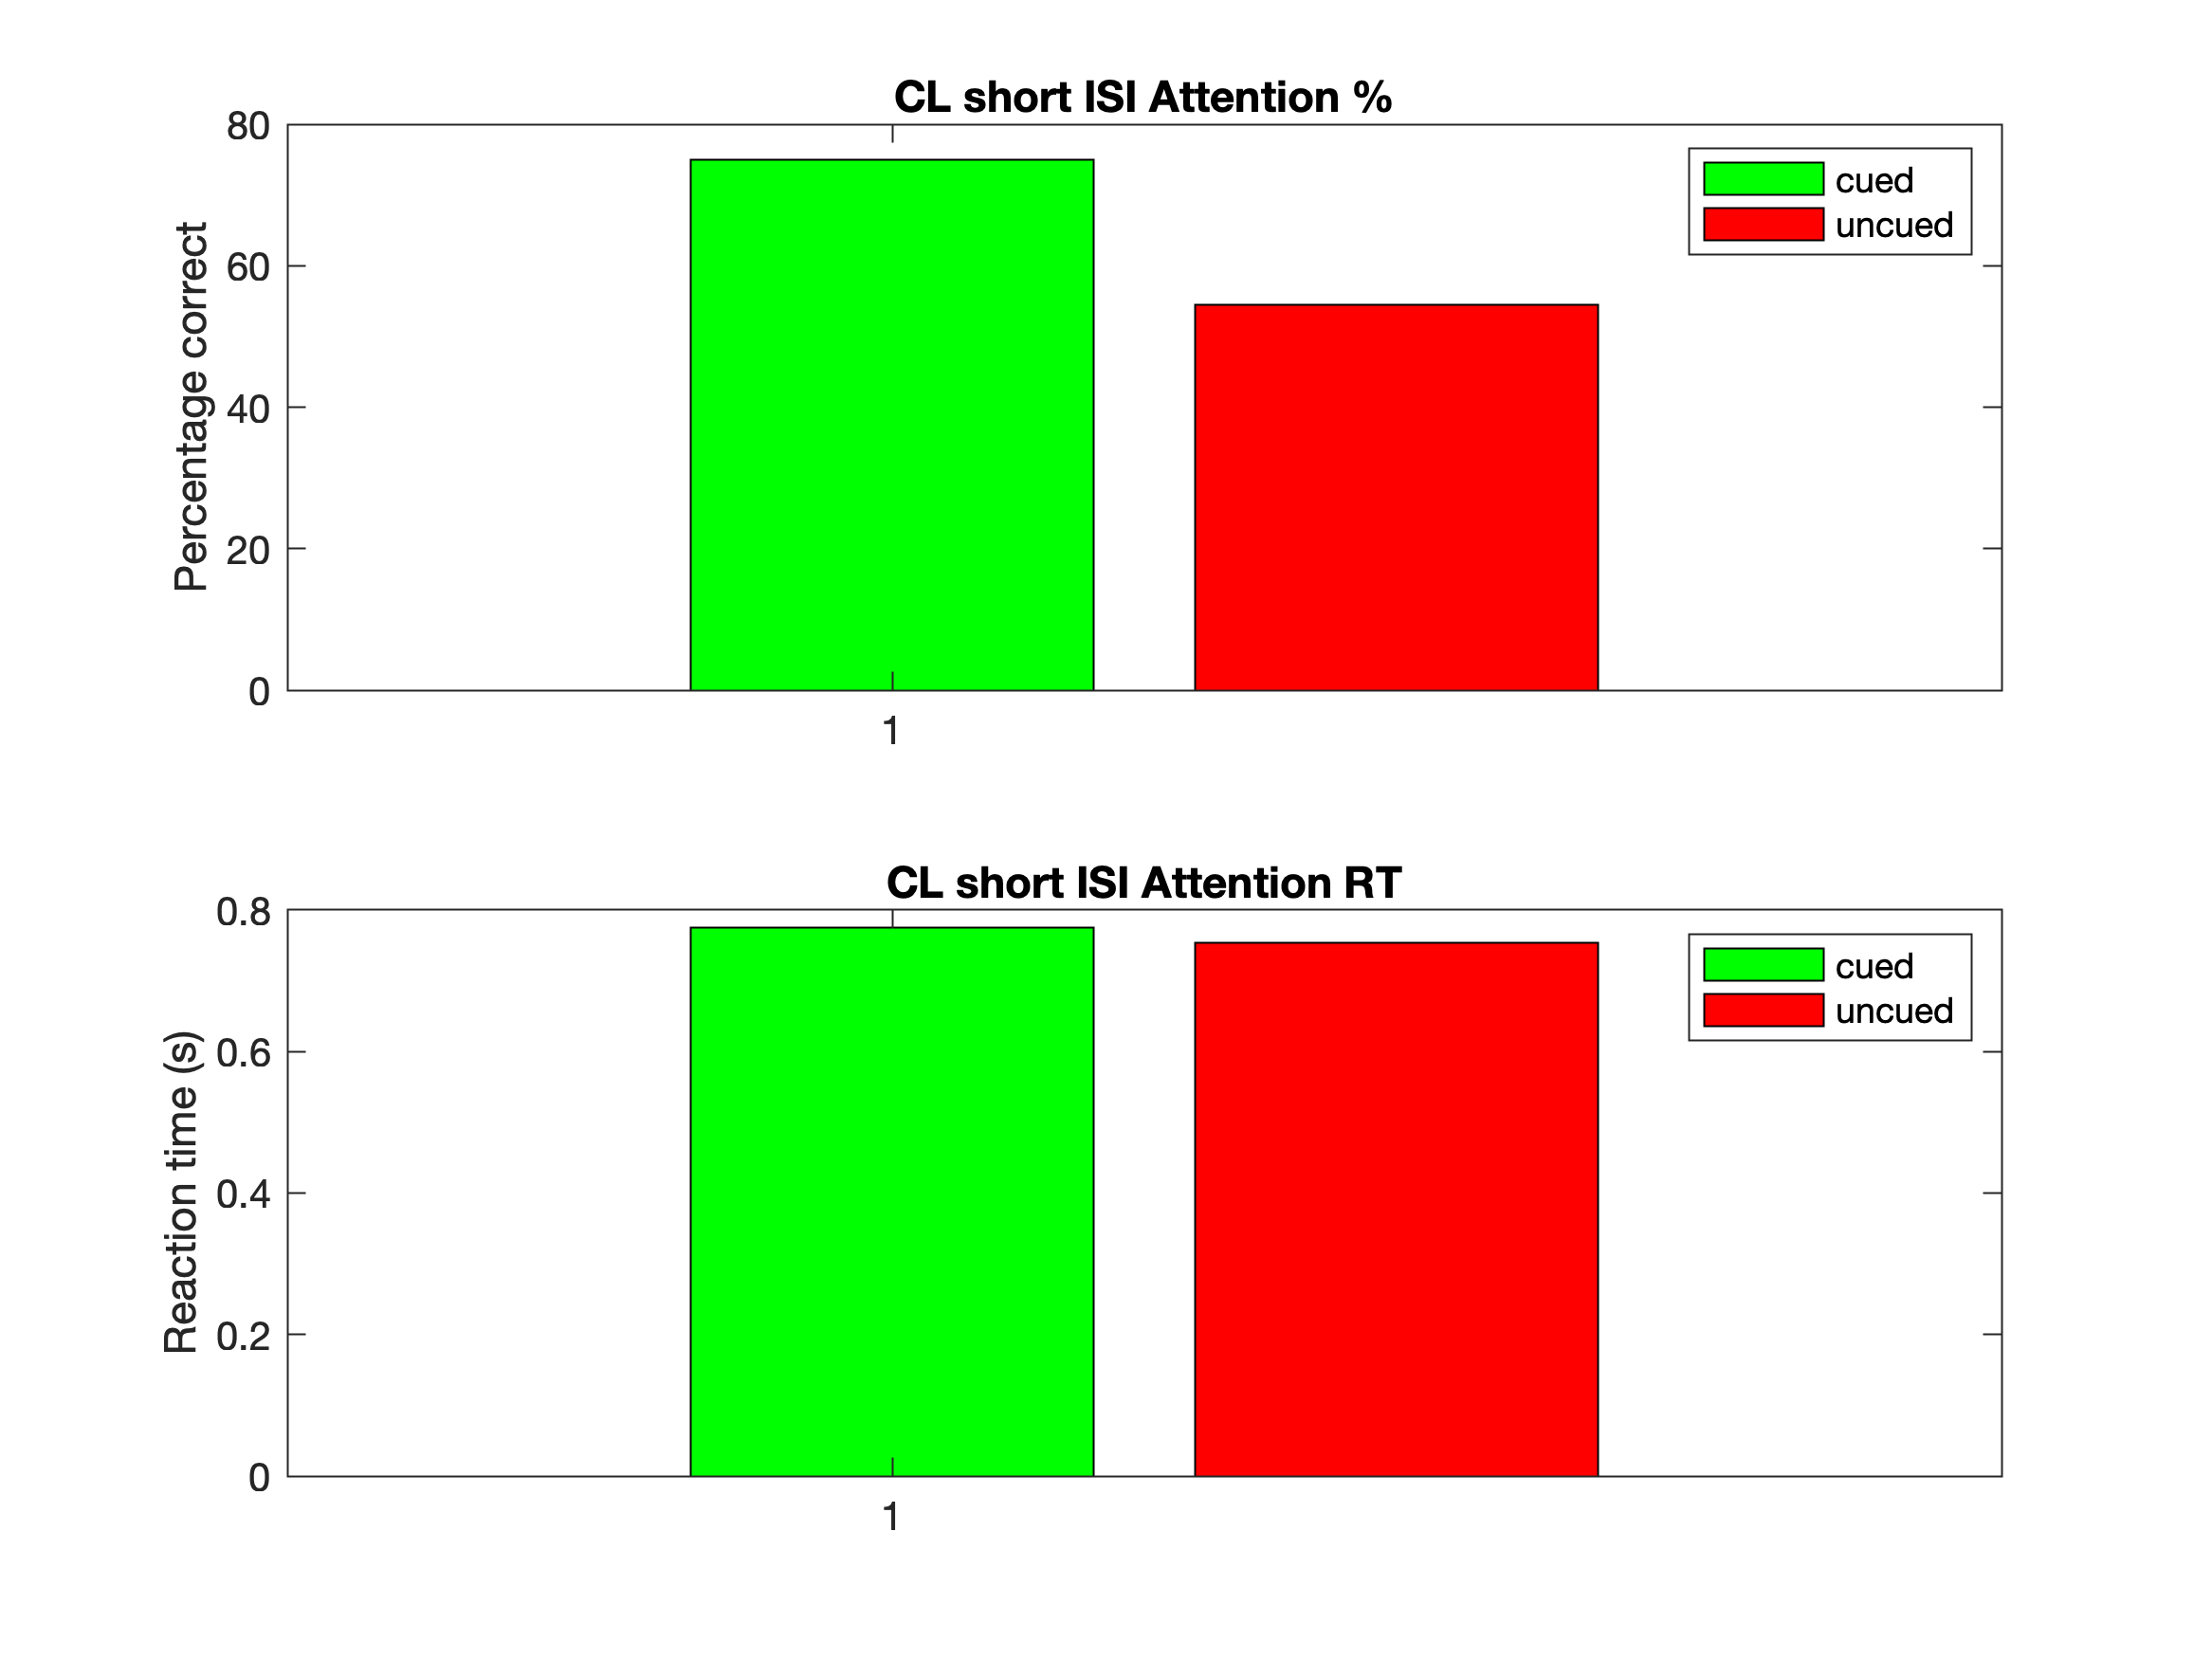 CL short ISI Attention %
Percentage correct
80
60
40
20
0
1
cued
uncued
CL short ISI Attention RT
Reaction time (s)
0.8
0.6
0.4
0.2
0
1
cued
uncued